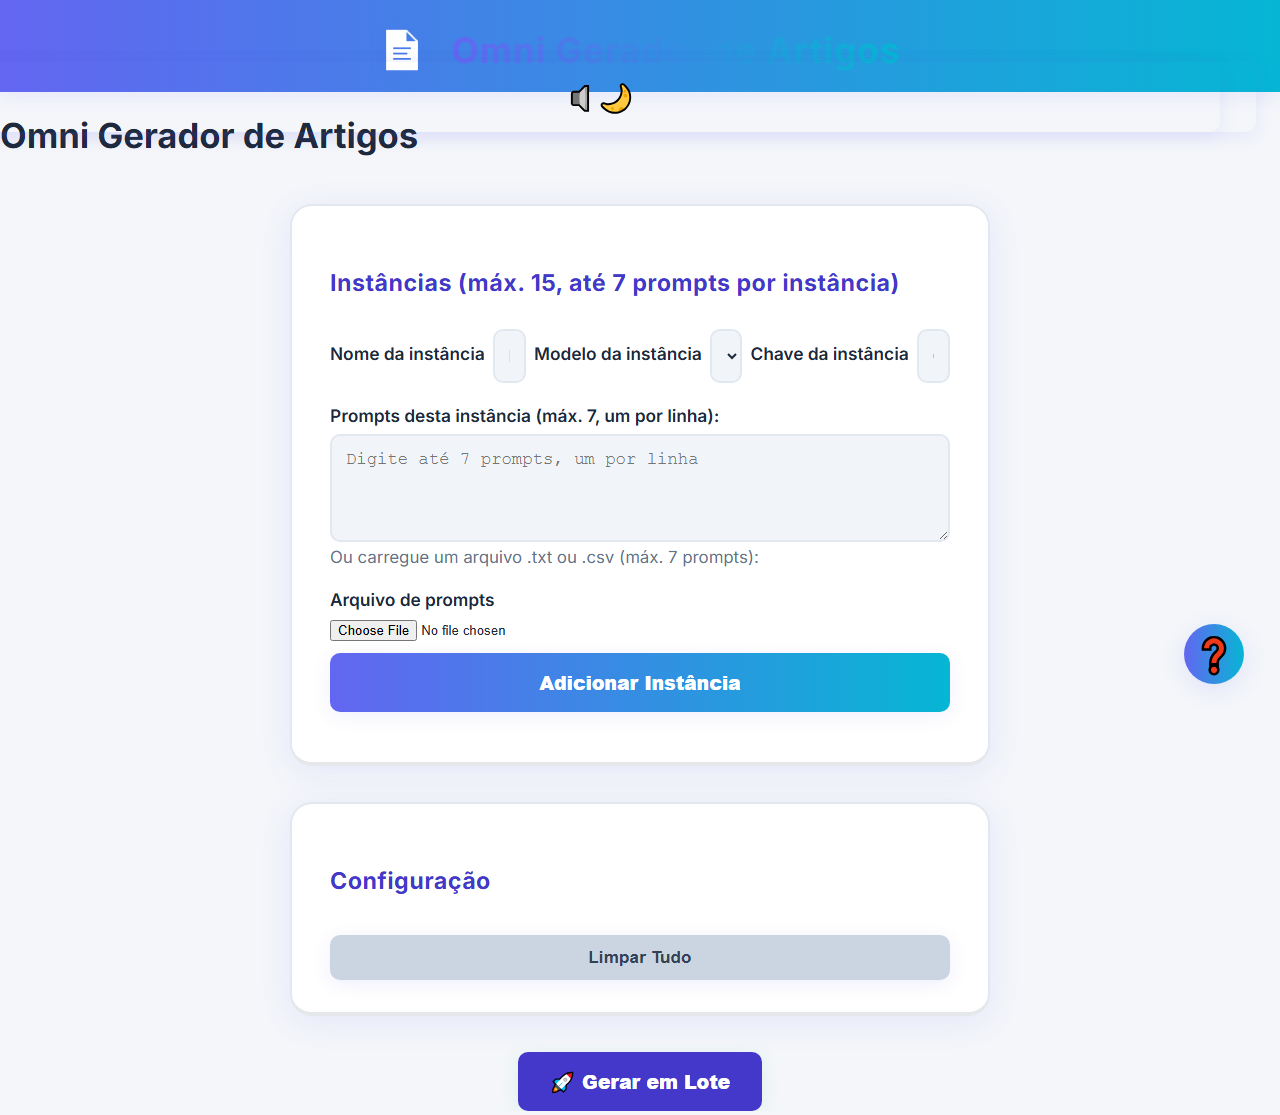 Omni Gerador de Artigos
Omni Gerador de Artigos
Instâncias (máx. 15, até 7 prompts por instância)
Nome da instância
Modelo da instância
Chave da instância
Prompts desta instância (máx. 7, um por linha):
Digite até 7 prompts, um por linha
Ou carregue um arquivo .txt ou .csv (máx. 7 prompts):
Arquivo de prompts
Choose File No file chosen
Adicionar Instância
Configuração
Limpar Tudo
🚀 Gerar em Lote